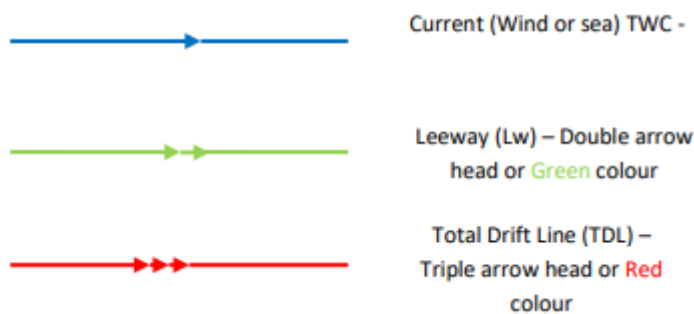 Current (Wind or sea) TWC -
Leeway (Lw) – Double arrow
head or Green colour
Total Drift Line (TDL) –
Triple arrow head or Red
colour